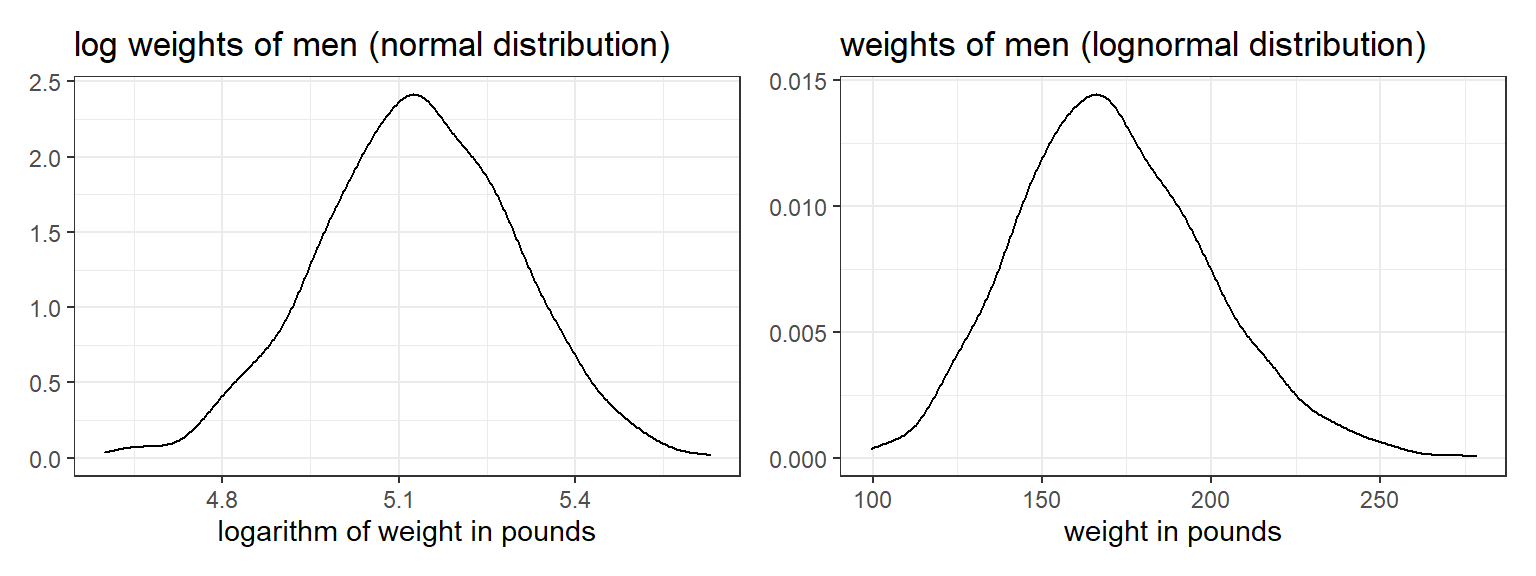 log weights of men (normal distribution)
2.5
2.0
1.5
1.0
0.5
0.0
4.8 5.1 5.4
logarithm of weight in pounds
weights of men (lognormal distribution)
0.015
0.010
0.005
0.000
100 150 200 250
weight in pounds